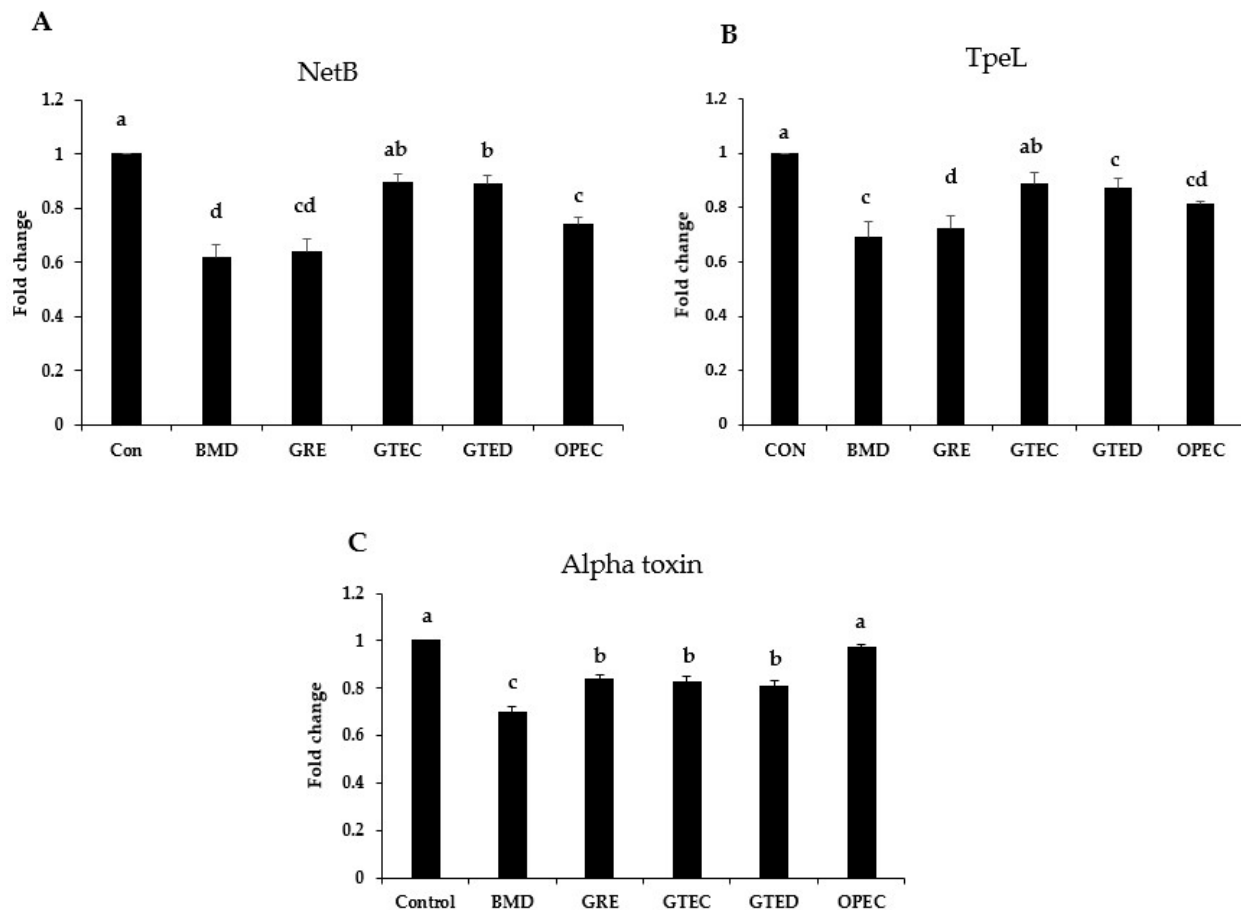 A
NetB
Fold change
1.2
1
0.8
0.6
0.4
0.2
0
a
d
cd
ab
b
c
Con BMD GRE GTEC GTED OPEC
B
TpeL
Fold change
1.2
1
0.8
0.6
0.4
0.2
0
a
c
d
ab
c
cd
CON BMD GRE GTEC GTED OPEC
C
Alpha toxin
Fold change
1.2
1
0.8
0.6
0.4
0.2
0
a
c
b
b
b
a
Control BMD GRE GTEC GTED OPEC